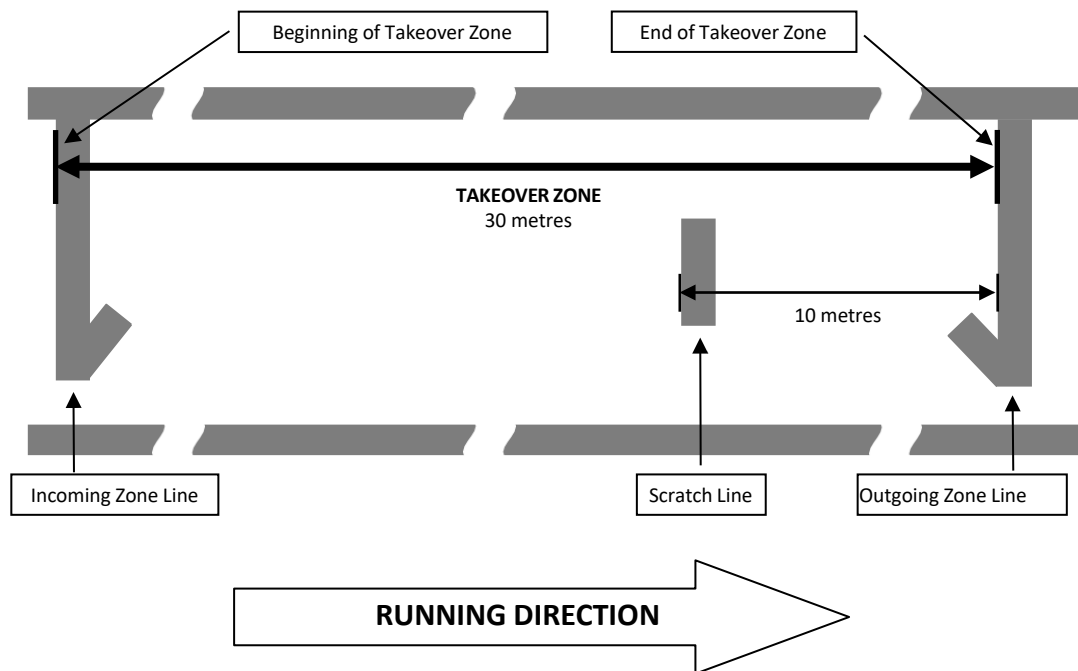 Beginning of Takeover Zone
End of Takeover Zone
TAKEOVER ZONE
30 metres
10 metres
Incoming Zone Line
Scratch Line
Outgoing Zone Line
RUNNING DIRECTION